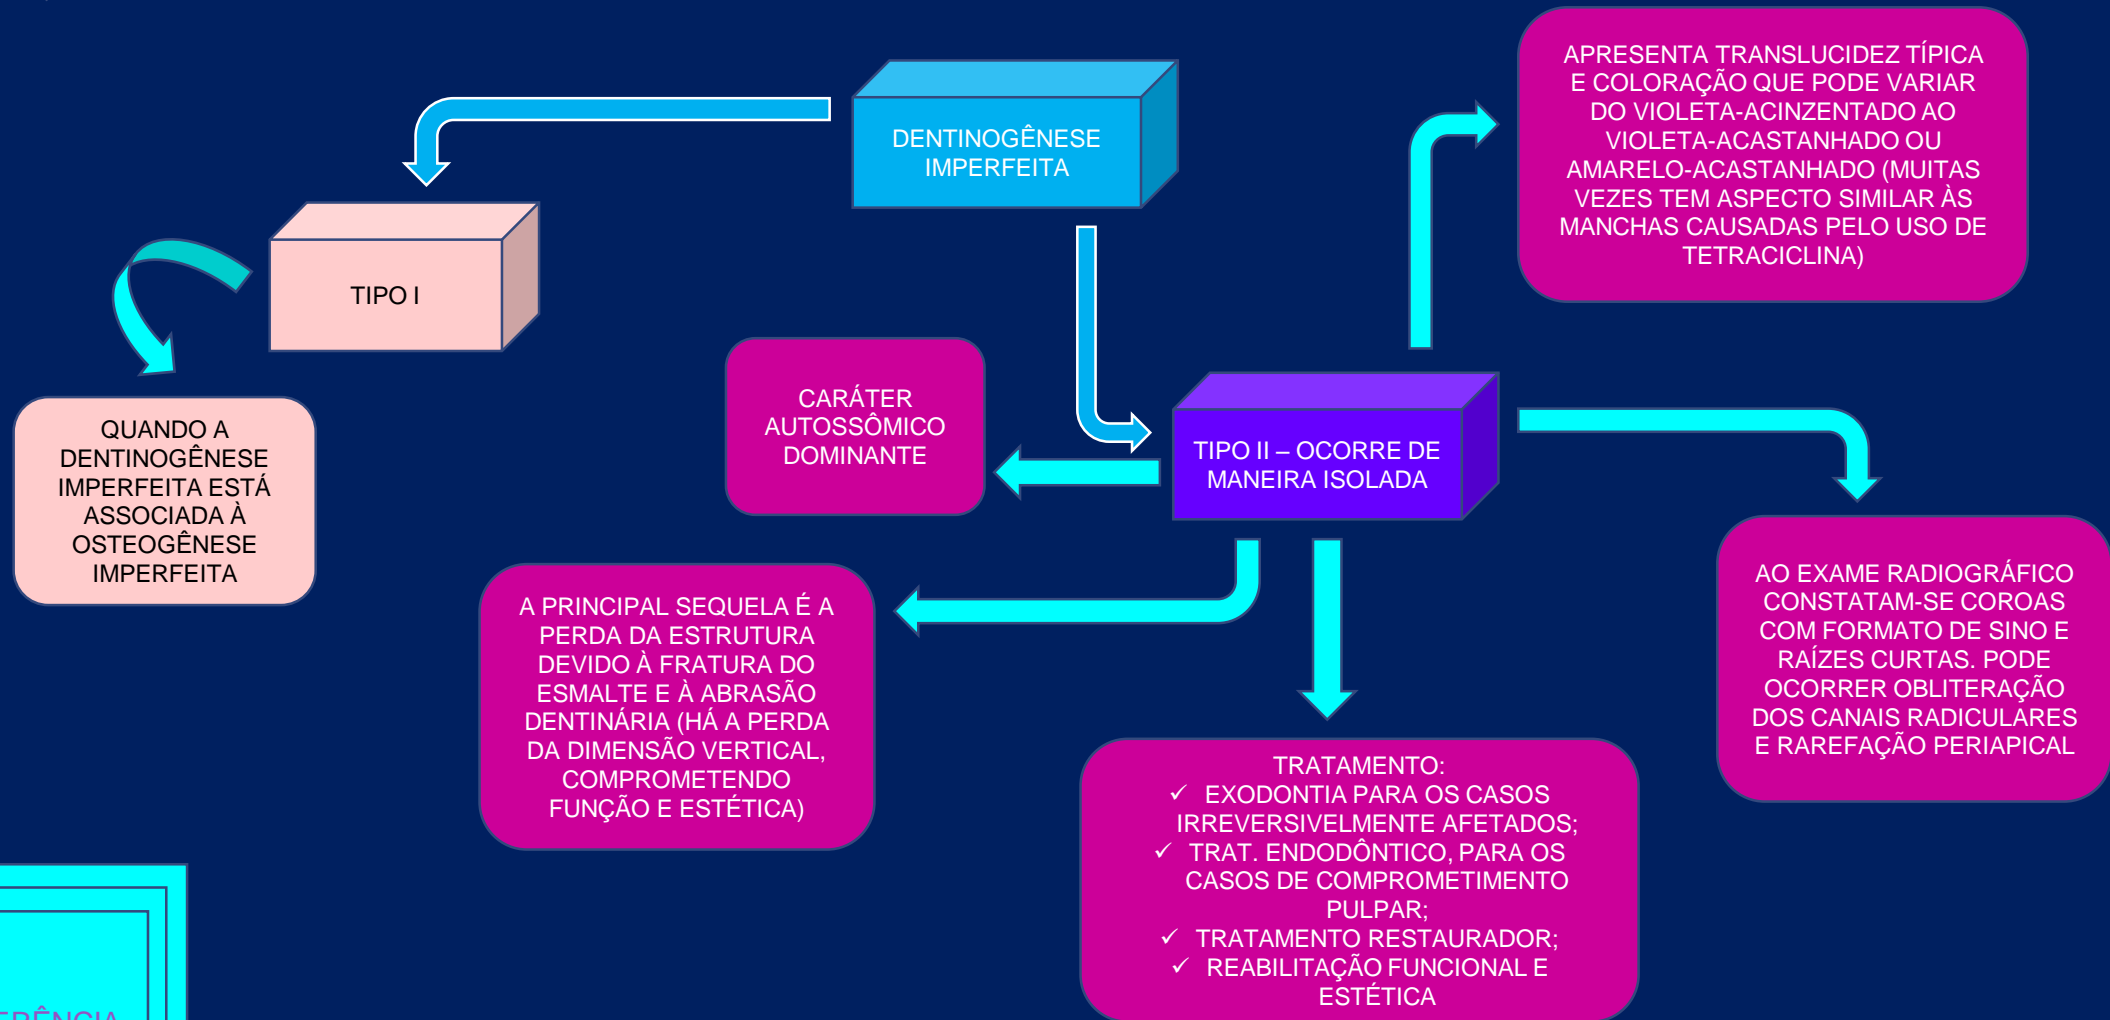 DENTINOGÊNESE
IMPERFEITA
TIPO I
QUANDO A
DENTINOGÊNESE
IMPERFEITA ESTÁ
ASSOCIADA À
OSTEOGÊNESE
IMPERFEITA
TIPO II – OCORRE DE
MANEIRA ISOLADA
CARÁTER
AUTOSSÔMICO
DOMINANTE
APRESENTA TRANSLUCIDEZ TÍPICA
E COLORAÇÃO QUE PODE VARIAR
DO VIOLETA-ACINZENTADO AO
VIOLETA-ACASTANHADO OU
AMARELO-ACASTANHADO (MUITAS
VEZES TEM ASPECTO SIMILAR ÀS
MANCHAS CAUSADAS PELO USO DE
TETRACICLINA)
AO EXAME RADIOGRÁFICO
CONSTATAM-SE COROAS
COM FORMATO DE SINO E
RAÍZES CURTAS. PODE
OCORRER OBLITERAÇÃO
DOS CANAIS RADICULARES
E RAREFAÇÃO PERIAPICAL
A PRINCIPAL SEQUELA É A
PERDA DA ESTRUTURA
DEVIDO À FRATURA DO
ESMALTE E À ABRASÃO
DENTINÁRIA (HÁ A PERDA
DA DIMENSÃO VERTICAL,
COMPROMETENDO
FUNÇÃO E ESTÉTICA)
TRATAMENTO:
✓ EXODONTIA PARA OS CASOS
IRREVERSIVELMENTE AFETADOS;
✓ TRAT. ENDODÔNTICO, PARA OS
CASOS DE COMPROMETIMENTO
PULPAR;
✓ TRATAMENTO RESTAURADOR;
✓ REABILITAÇÃO FUNCIONAL E
ESTÉTICA